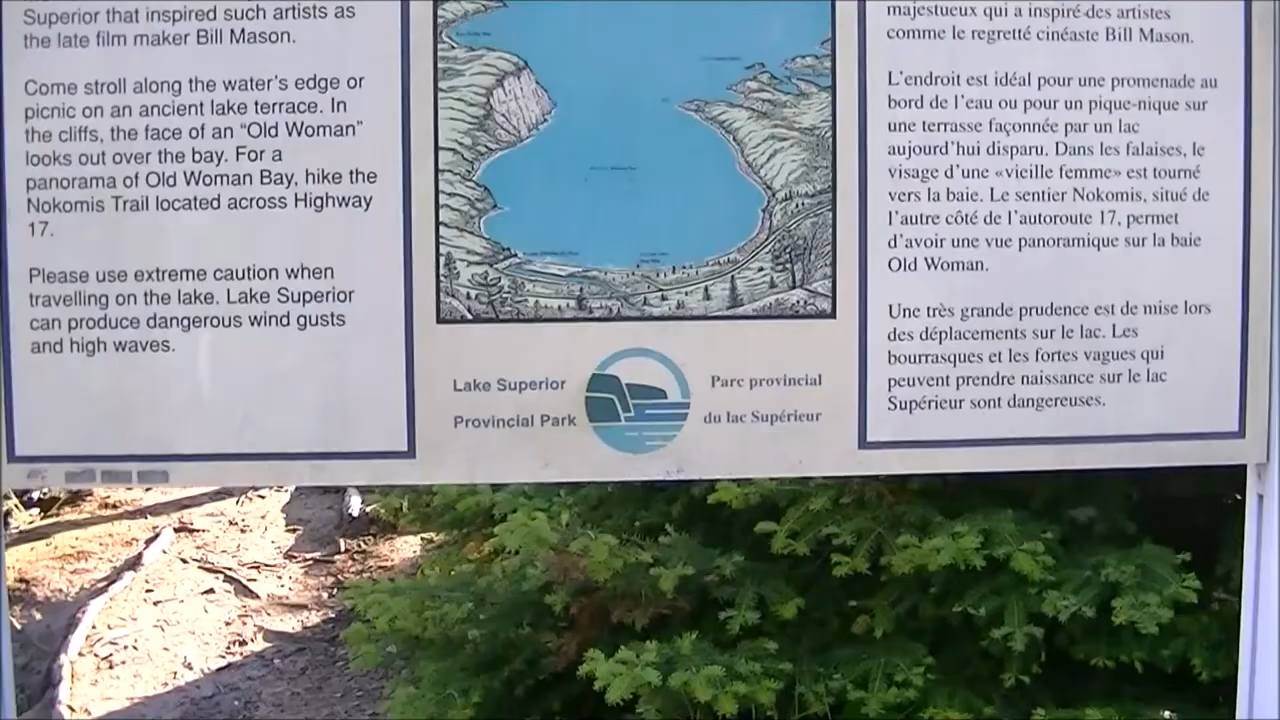 Superior that inspired such artists as
the late film maker Bill Mason.
Come stroll along the water's edge or
picnic on an ancient lake terrace. In
the cliffs, the face of an "Old Woman"
looks out over the bay. For a
panorama of Old Woman Bay, hike the
Nokomis Trail located across Highway
17.
Please use extreme caution when
travelling on the lake. Lake Superior
can produce dangerous wind gusts
and high waves.
Lake Superior
Provincial Park
Parc provincial
du lac Supérieur
majestueux qui a inspiré des artistes
comme le regretté cinéaste Bill Mason.
L'endroit est idéal pour une promenade au
bord de l'eau ou pour un pique-nique sur
une terrasse façonnée par un lac
aujourd'hui disparu. Dans les falaises, le
visage d'une «vieille femme» est tourné
vers la baie. Le sentier Nokomis, situé de
l'autre côté de l'autoroute 17, permet
d'avoir une vue panoramique sur la baie
Old Woman.
Une très grande prudence est de mise lors
des déplacements sur le lac. Les
bourrasques et les fortes vagues qui
peuvent prendre naissance sur le lac
Supérieur sont dangereuses.